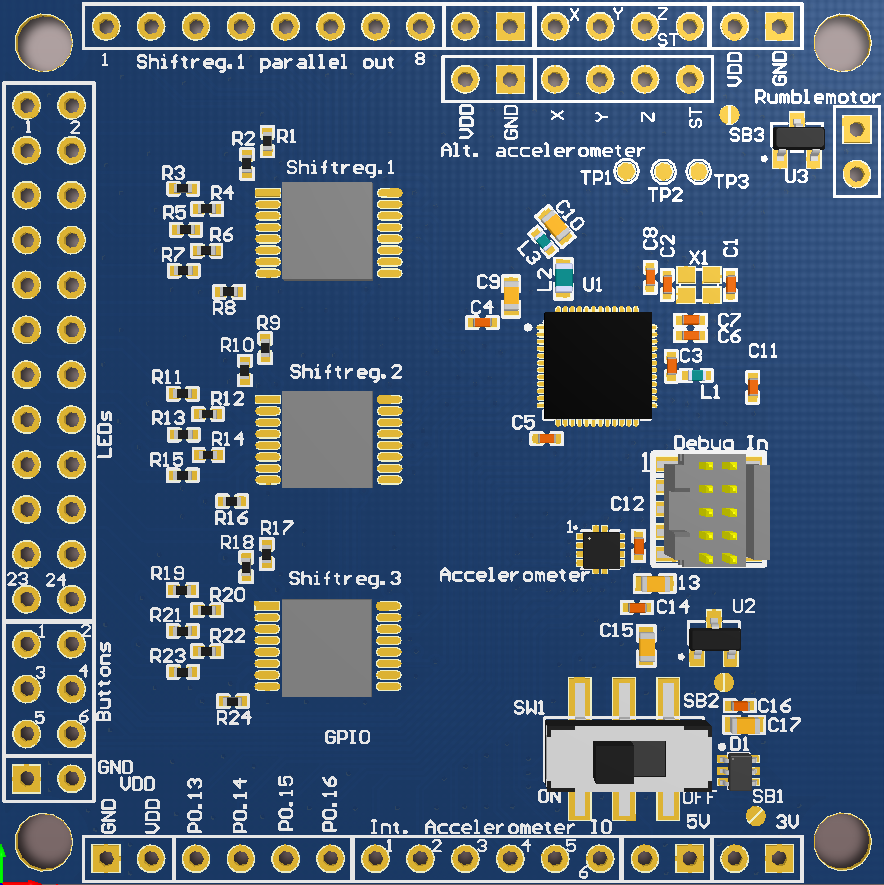 X Y Z
ST
1 Shiftreg.1 parallel out 8
VDD GND
Rumblemotor
VDD GND X Y Z ST
SB3
1 2
R2 R1
Alt. accelerometer
Shiftreg.1
TP1 TP2 TP3 U3
R3
R4
R5
R6
R7
R8
C10
L3
L2 U1
C8 C2 X1 C1
C9
C4
C7
C6
R9
R10
Shiftreg.2
C3 C11
L1
R11
R12
R13
R14
R15
R16
LEDs
C5
Debug In
1
C12
R17
R18
1
Shiftreg.3
Accelerometer
23 24
R19
R20
R21
R22
R23
R24
13
C14
U2
C15
1 2
3 4
5 6
Buttons
SB2
SW1
C16
C17
GPIO
D1
GND
VDD
ON OFF
SB1
GND VDD P0.13 P0.14 P0.15 P0.16
Int. Accelerometer IO
5V 3V
1 2 3 4 5 6